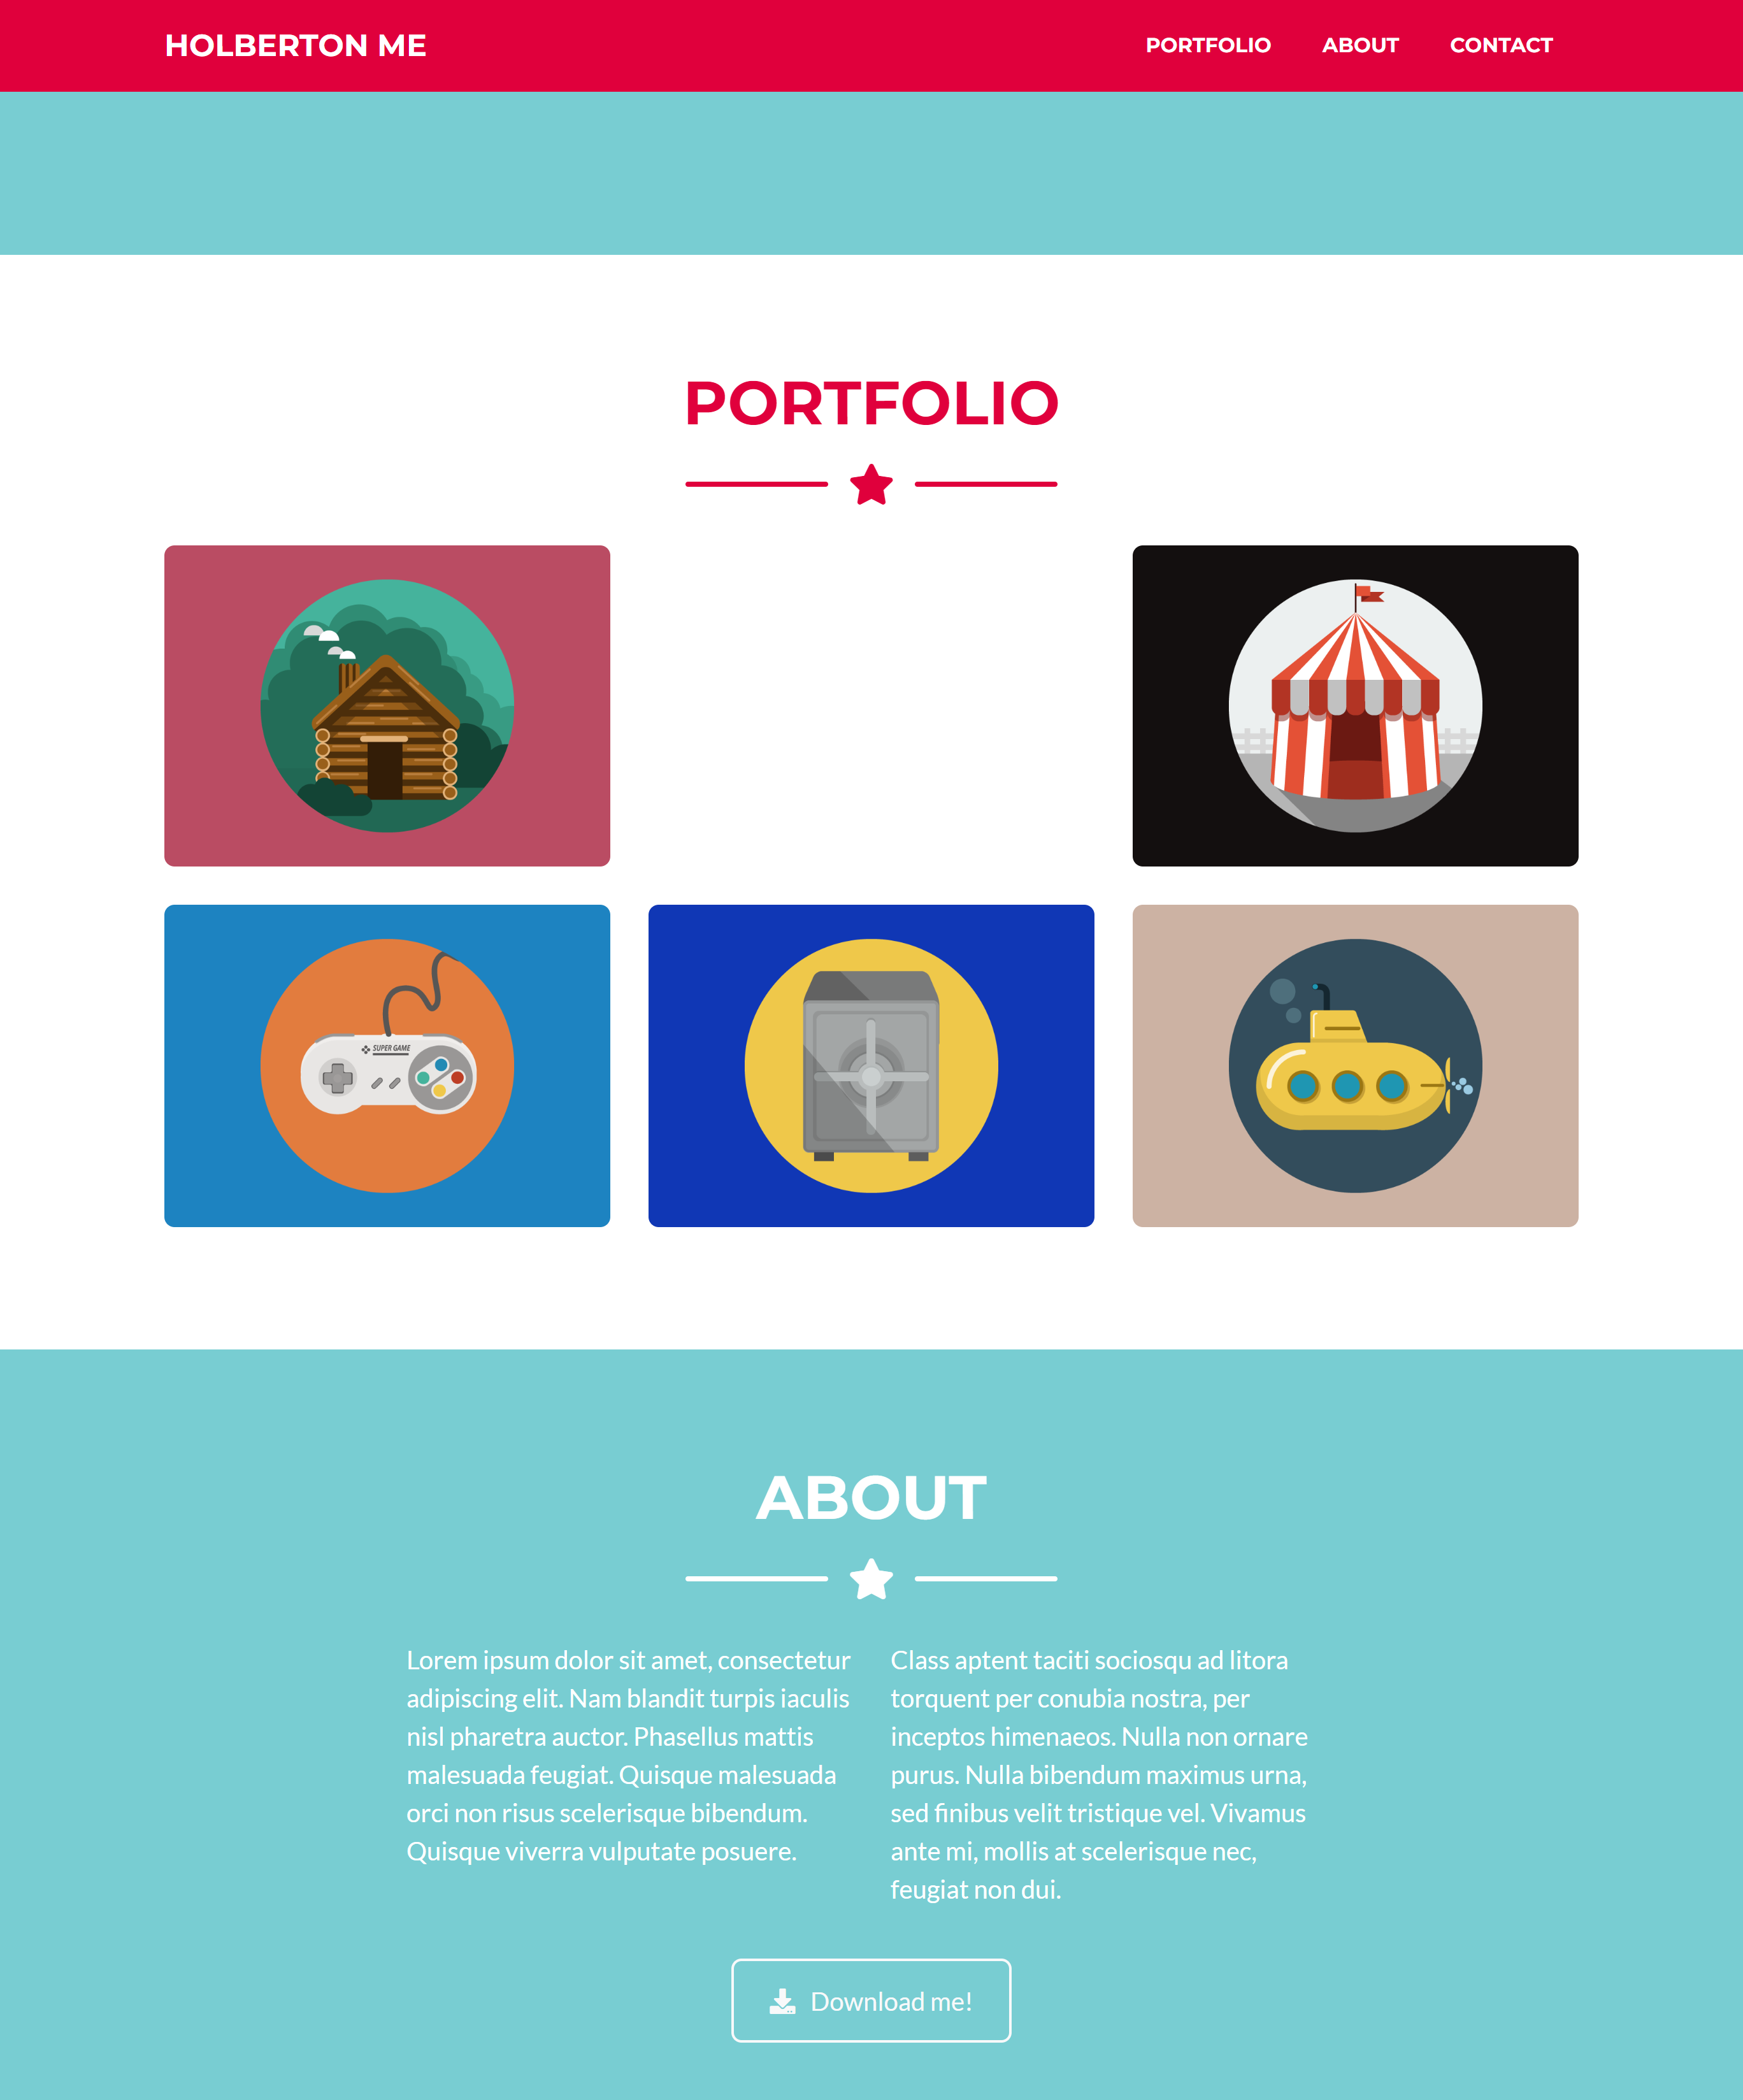 HOLBERTON ME
PORTFOLIO ABOUT CONTACT
PORTFOLIO
SUPER GAME
ABOUT
Lorem ipsum dolor sit amet, consectetur
adipiscing elit. Nam blandit turpis iaculis
nisl pharetra auctor. Phasellus mattis
malesuada feugiat. Quisque malesuada
orci non risus scelerisque bibendum.
Quisque viverra vulputate posuere.
Class aptent taciti sociosqu ad litora
torquent per conubia nostra, per
inceptos himenaeos. Nulla non ornare
purus. Nulla bibendum maximus urna,
sed finibus velit tristique vel. Vivamus
ante mi, mollis at scelerisque nec,
feugiat non dui.
Download me!